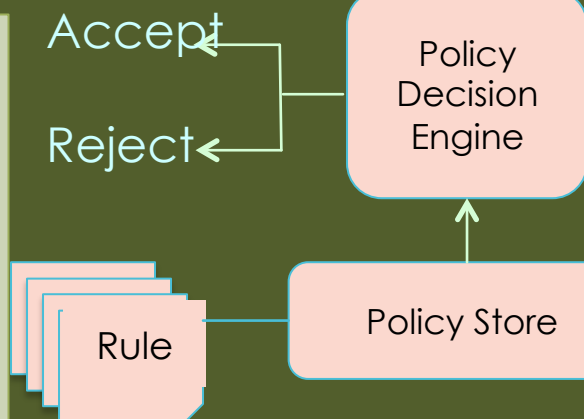 Accept
Policy
Decision
Engine
Reject
Policy Store
Rule